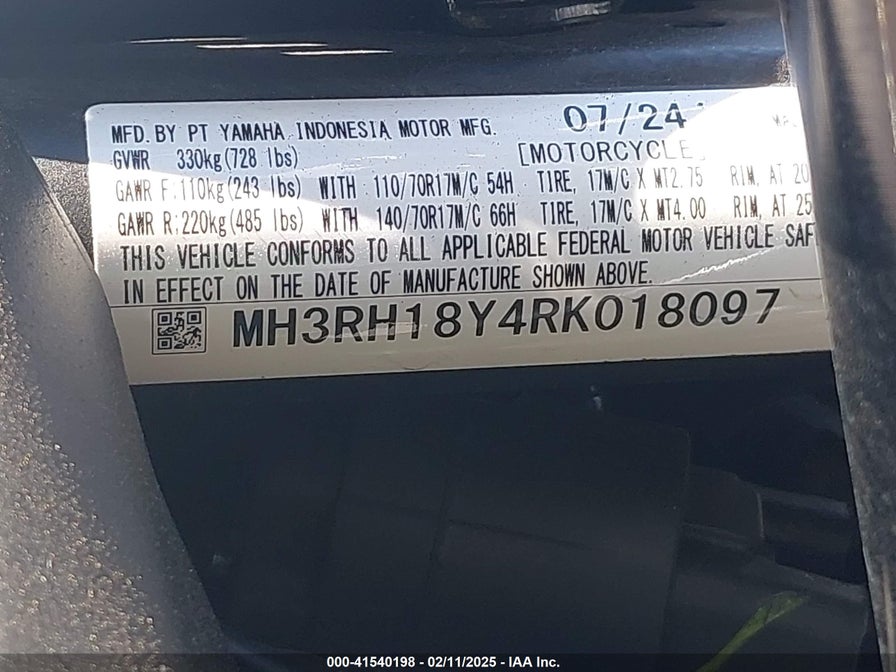 MFD. BY PT YAMAHA INDONESIA MOTOR MFG. 07/24
GVWR 330kg(728 lbs) [MOTORCYCLE]
GAWR F:110kg(243 lbs) WITH 110/70R17M/C 54H TIRE, 17M/C X MT2.75 RIM, AT 20
GAWR R:220kg(485 lbs) WITH 140/70R17M/C 66H TIRE, 17M/C X MT4.00 RIM, AT 25
THIS VEHICLE CONFORMS TO ALL APPLICABLE FEDERAL MOTOR VEHICLE SAF
IN EFFECT ON THE DATE OF MANUFACTURE SHOWN ABOVE.
MH3RH18Y4RK018097
000-41540198 - 02/11/2025 - IAA Inc.